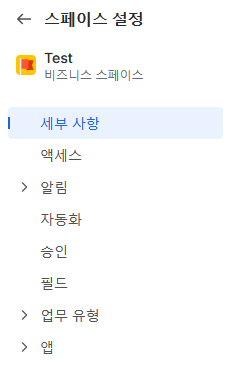 스페이스 설정
Test
비즈니스 스페이스
세부 사항
액세스
알림
자동화
승인
필드
업무 유형
앱